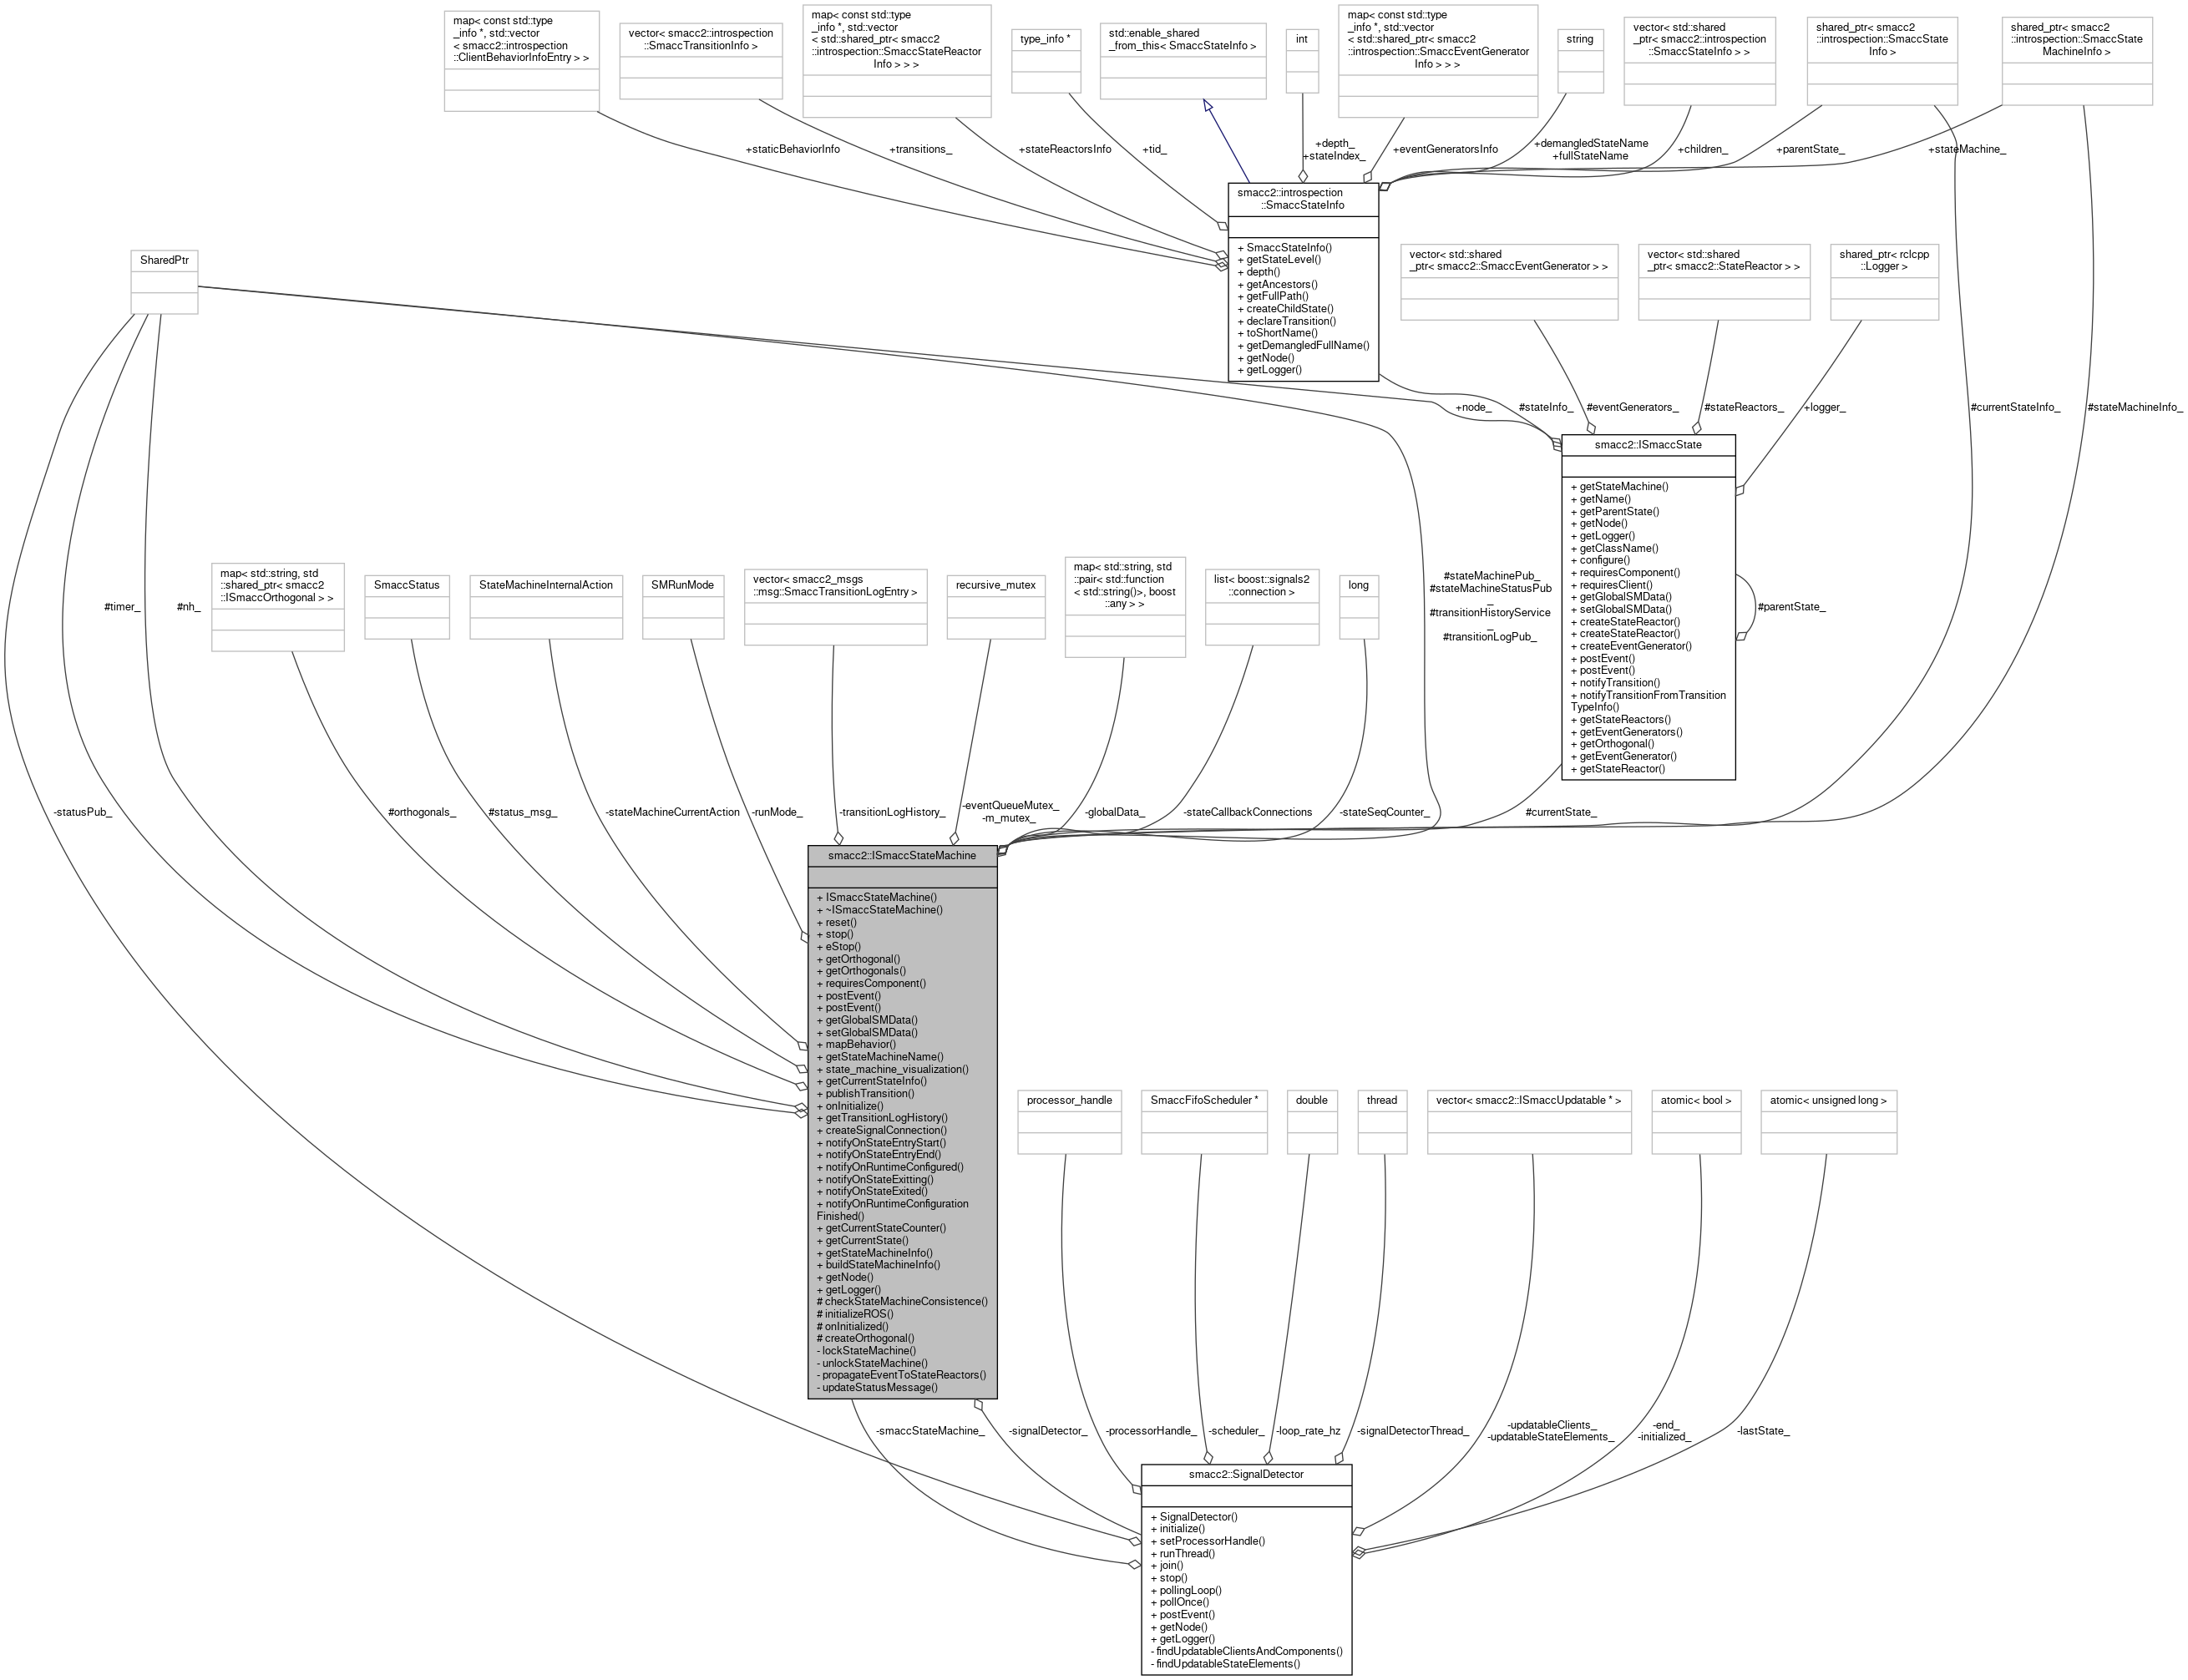 map< const std::type
_info *, std::vector
< smacc2::introspection
::ClientBehaviorInfoEntry > >
vector< smacc2::introspection
::SmaccTransitionInfo >
map< const std::type
_info *, std::vector
< std::shared_ptr< smacc2
::introspection::SmaccStateReactor
Info > > >
type_info *
std::enable_shared
_from_this< SmaccStateInfo >
int
map< const std::type
_info *, std::vector
< std::shared_ptr< smacc2
::introspection::SmaccEventGenerator
Info > > >
string
vector< std::shared
_ptr< smacc2::introspection
::SmaccStateInfo > >
shared_ptr< smacc2
::introspection::SmaccState
Info >
shared_ptr< smacc2
::introspection::SmaccState
MachineInfo >
+staticBehaviorInfo
+transitions_
+stateReactorsInfo
+tid_
+depth_
+stateIndex_
+eventGeneratorsInfo
+demangledStateName
+fullStateName
+children_
+parentState_
+stateMachine_
smacc2::introspection
::SmaccStateInfo
+ SmaccStateInfo()
+ getStateLevel()
+ depth()
+ getAncestors()
+ getFullPath()
+ createChildState()
+ declareTransition()
+ toShortName()
+ getDemangledFullName()
+ getNode()
+ getLogger()
SharedPtr
vector< std::shared
_ptr< smacc2::SmaccEventGenerator > >
vector< std::shared
_ptr< smacc2::StateReactor > >
shared_ptr< rclcpp
::Logger >
+node_
#stateInfo_
#eventGenerators_
#stateReactors_
+logger_
#currentStateInfo_
#stateMachineInfo_
smacc2::ISmaccState
+ getStateMachine()
+ getName()
+ getParentState()
+ getNode()
+ getLogger()
+ getClassName()
+ configure()
+ requiresComponent()
+ requiresClient()
+ getGlobalSMData()
+ setGlobalSMData()
+ createStateReactor()
+ createStateReactor()
+ createEventGenerator()
+ postEvent()
+ postEvent()
+ notifyTransition()
+ notifyTransitionFromTransition
TypeInfo()
+ getStateReactors()
+ getEventGenerators()
+ getOrthogonal()
+ getEventGenerator()
+ getStateReactor()
#parentState_
#timer_
#nh_
map< std::string, std
::shared_ptr< smacc2
::ISmaccOrthogonal > >
SmaccStatus
StateMachineInternalAction
SMRunMode
vector< smacc2_msgs
::msg::SmaccTransitionLogEntry >
recursive_mutex
map< std::string, std
::pair< std::function
< std::string()>, boost
::any > >
list< boost::signals2
::connection >
long
#stateMachinePub_
#stateMachineStatusPub
_
#transitionHistoryService
_
#transitionLogPub_
-statusPub_
#orthogonals_
#status_msg_
-stateMachineCurrentAction
-runMode_
-transitionLogHistory_
-eventQueueMutex_
-m_mutex_
-globalData_
-stateCallbackConnections
-stateSeqCounter_
#currentState_
smacc2::ISmaccStateMachine
+ ISmaccStateMachine()
+ ~ISmaccStateMachine()
+ reset()
+ stop()
+ eStop()
+ getOrthogonal()
+ getOrthogonals()
+ requiresComponent()
+ postEvent()
+ postEvent()
+ getGlobalSMData()
+ setGlobalSMData()
+ mapBehavior()
+ getStateMachineName()
+ state_machine_visualization()
+ getCurrentStateInfo()
+ publishTransition()
+ onInitialize()
+ getTransitionLogHistory()
+ createSignalConnection()
+ notifyOnStateEntryStart()
+ notifyOnStateEntryEnd()
+ notifyOnRuntimeConfigured()
+ notifyOnStateExitting()
+ notifyOnStateExited()
+ notifyOnRuntimeConfiguration
Finished()
+ getCurrentStateCounter()
+ getCurrentState()
+ getStateMachineInfo()
+ buildStateMachineInfo()
+ getNode()
+ getLogger()
# checkStateMachineConsistence()
# initializeROS()
# onInitialized()
# createOrthogonal()
- lockStateMachine()
- unlockStateMachine()
- propagateEventToStateReactors()
- updateStatusMessage()
processor_handle
SmaccFifoScheduler *
double
thread
vector< smacc2::ISmaccUpdatable * >
atomic< bool >
atomic< unsigned long >
-smaccStateMachine_
-signalDetector_
-processorHandle_
-scheduler_
-loop_rate_hz
-signalDetectorThread_
-updatableClients_
-updatableStateElements_
-end_
-initialized_
-lastState_
smacc2::SignalDetector
+ SignalDetector()
+ initialize()
+ setProcessorHandle()
+ runThread()
+ join()
+ stop()
+ pollingLoop()
+ pollOnce()
+ postEvent()
+ getNode()
+ getLogger()
- findUpdatableClientsAndComponents()
- findUpdatableStateElements()